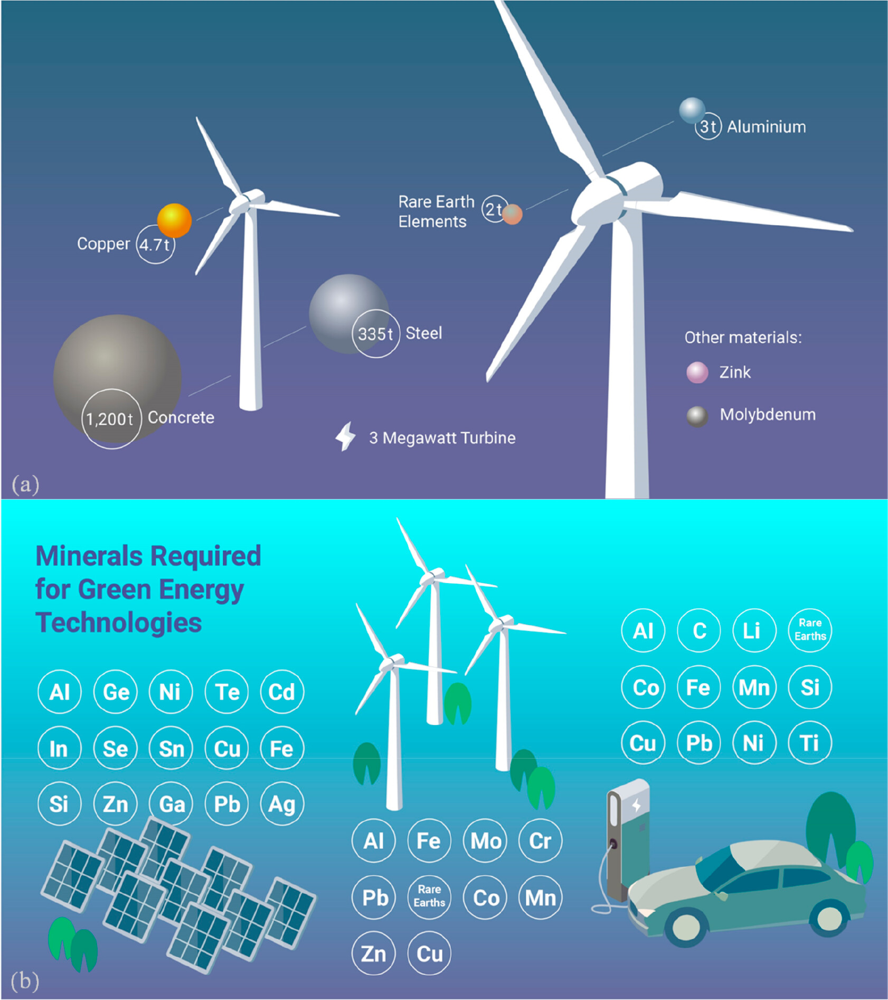 3t Aluminium
Rare Earth
Elements
2t
Copper 4.7t
335t Steel
Other materials:
Zink
Molybdenum
1,200t Concrete
3 Megawatt Turbine
(a)
Minerals Required
for Green Energy
Technologies
Al Ge Ni Te Cd
In Se Sn Cu Fe
Si Zn Ga Pb Ag
Al Fe Mo Cr
Pb Rare Earths Co Mn
Zn Cu
Al C Li Rare Earths
Co Fe Mn Si
Cu Pb Ni Ti
(b)